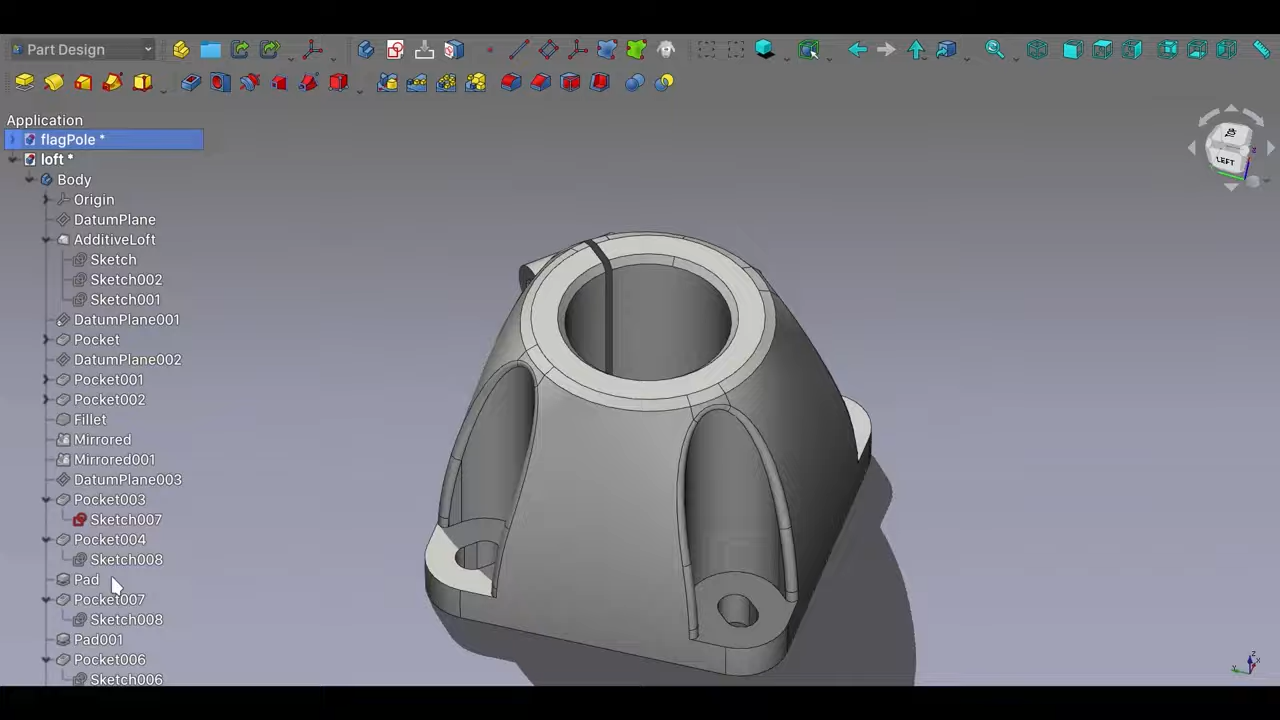 Part Design
Application
flagPole *
loft *
Body
Origin
DatumPlane
AdditiveLoft
Sketch
Sketch002
Sketch001
DatumPlane001
Pocket
DatumPlane002
Pocket001
Pocket002
Fillet
Mirrored
Mirrored001
DatumPlane003
Pocket003
Sketch007
Pocket004
Sketch008
Pad
Pocket007
Sketch008
Pad001
Pocket006
Sketch006
LEFT